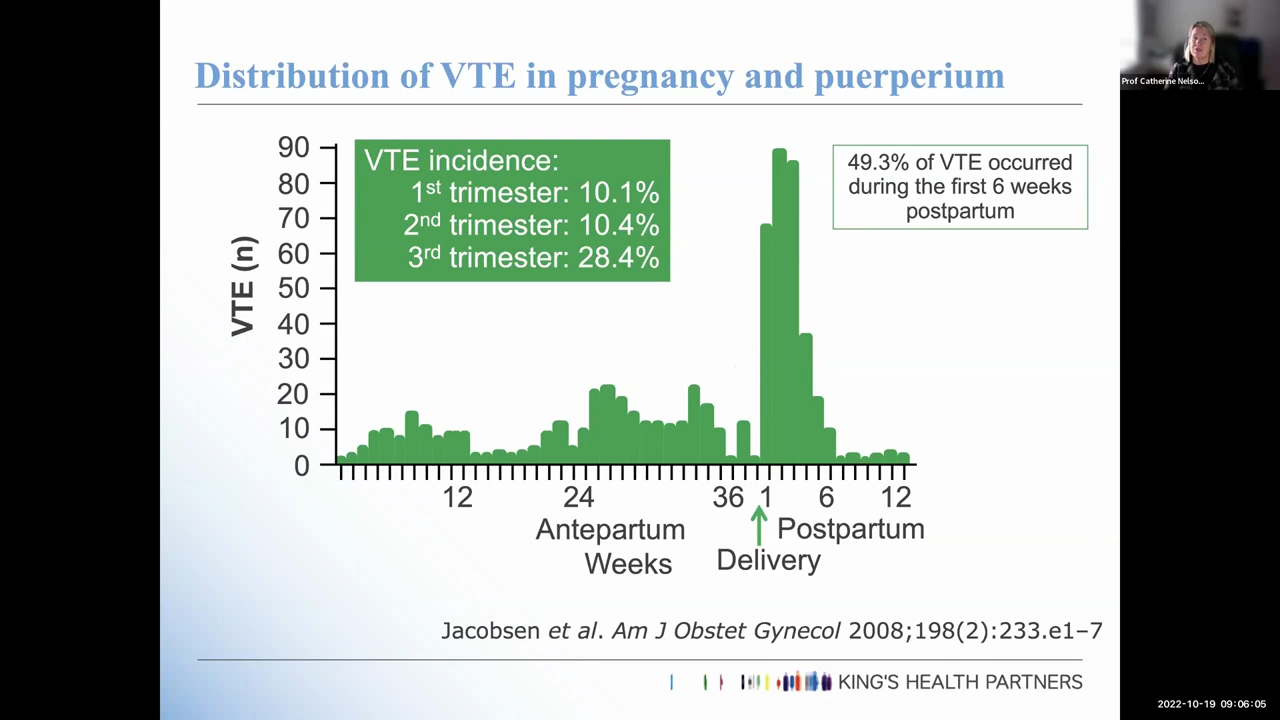 Distribution of VTE in pregnancy and puerperium
Prof Catherine Nelso...
90
80
70
60
50
40
30
20
10
0
VTE (n)
VTE incidence:
1st trimester: 10.1%
2nd trimester: 10.4%
3rd trimester: 28.4%
49.3% of VTE occurred
during the first 6 weeks
postpartum
12 24 36 1 6 12
Antepartum Postpartum
Weeks Delivery
Jacobsen et al. Am J Obstet Gynecol 2008;198(2):233.e1–7
KING'S HEALTH PARTNERS
2022-10-19 09:06:05